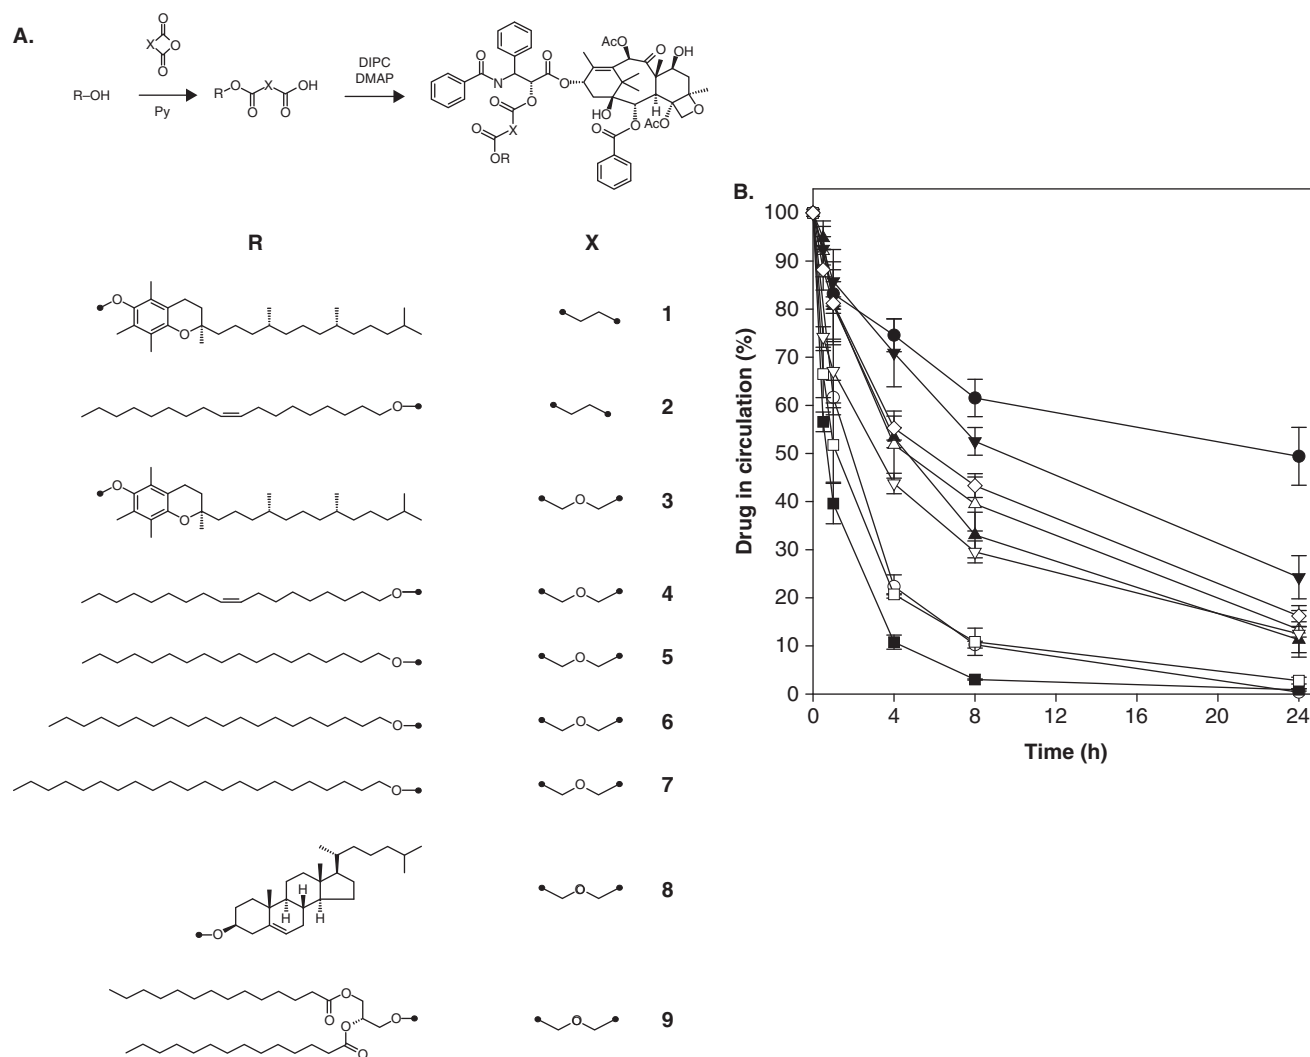 A.
O
X O
O
R–OH
Py
R O X OH
O O
DIPC
DMAP
AcO O OH
O N O O
O O HO H AcO O
O X O O
OR
B.
R X
O O 1
O 2
O O O 3
O O 4
O O 5
O O 6
O O 7
H H H O O 8
O O O O O O 9
Drug in circulation (%)
100
90
80
70
60
50
40
30
20
10
0
0 4 8 12 16 20 24
Time (h)